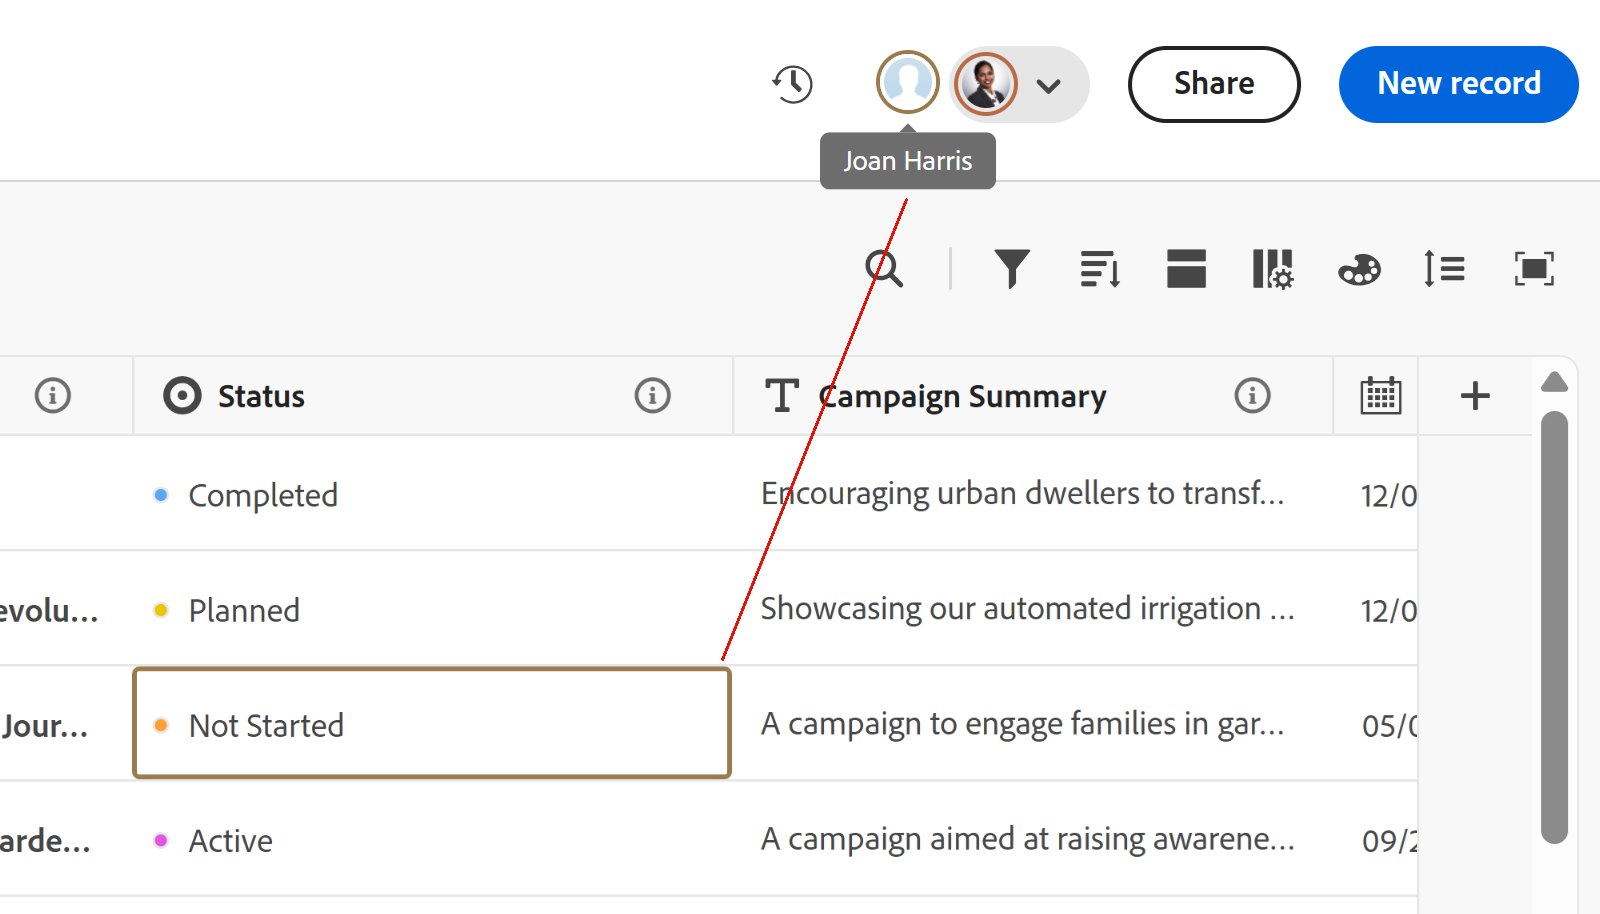 Share
New record
Joan Harris
Status
Campaign Summary
Completed
Encouraging urban dwellers to transf...
12/0
evolu...
Planned
Showcasing our automated irrigation ...
12/0
Jour...
Not Started
A campaign to engage families in gar...
05/0
arde...
Active
A campaign aimed at raising awarene...
09/2